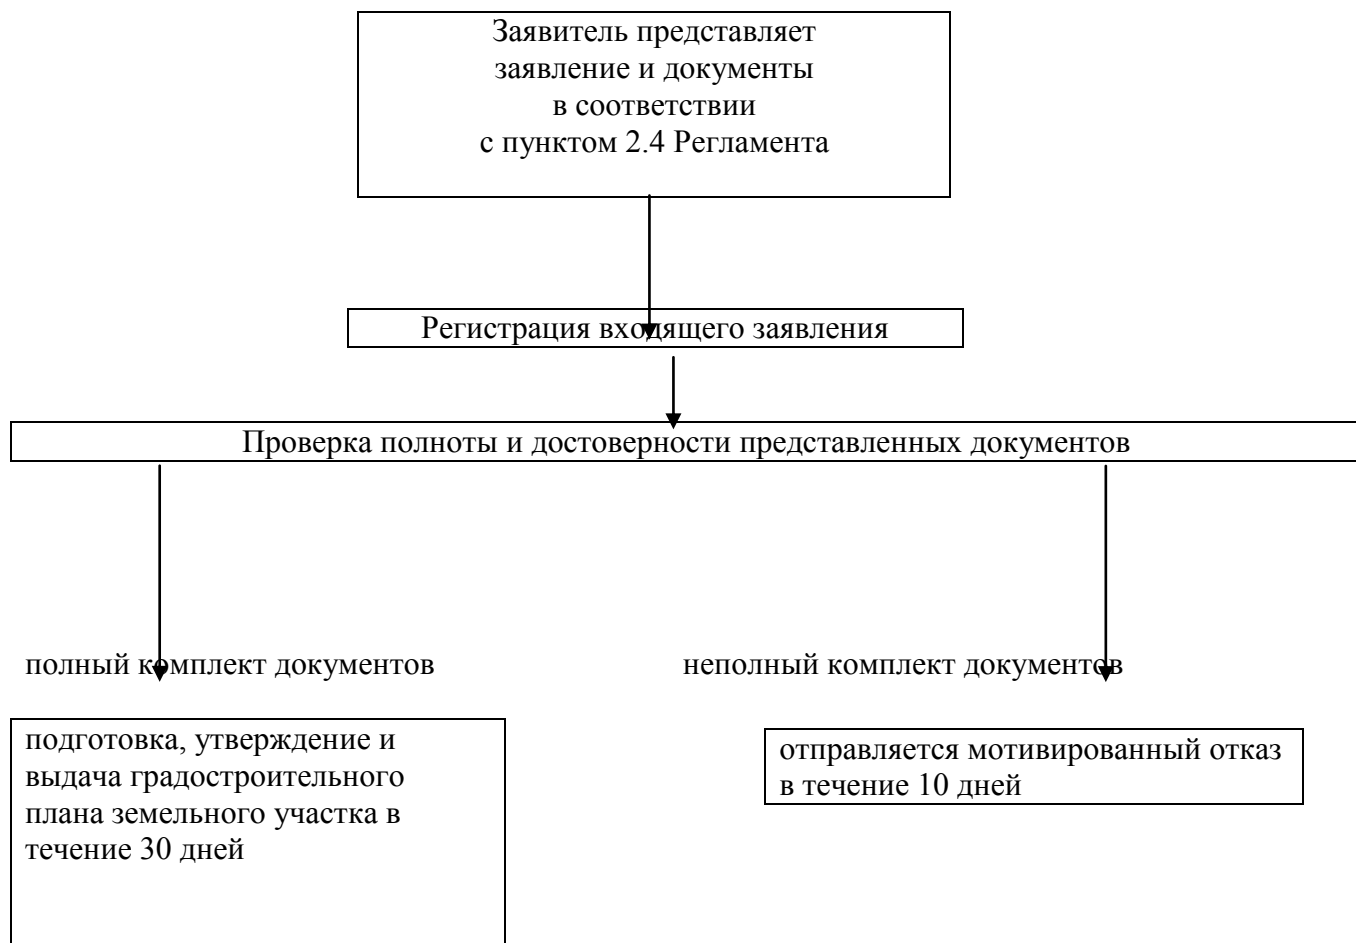 Заявитель представляет
заявление и документы
в соответствии
с пунктом 2.4 Регламента
Регистрация входящего заявления
Проверка полноты и достоверности представленных документов
полный комплект документов
неполный комплект документов
подготовка, утверждение и
выдача градостроительного
плана земельного участка в
течение 30 дней
отправляется мотивированный отказ
в течение 10 дней